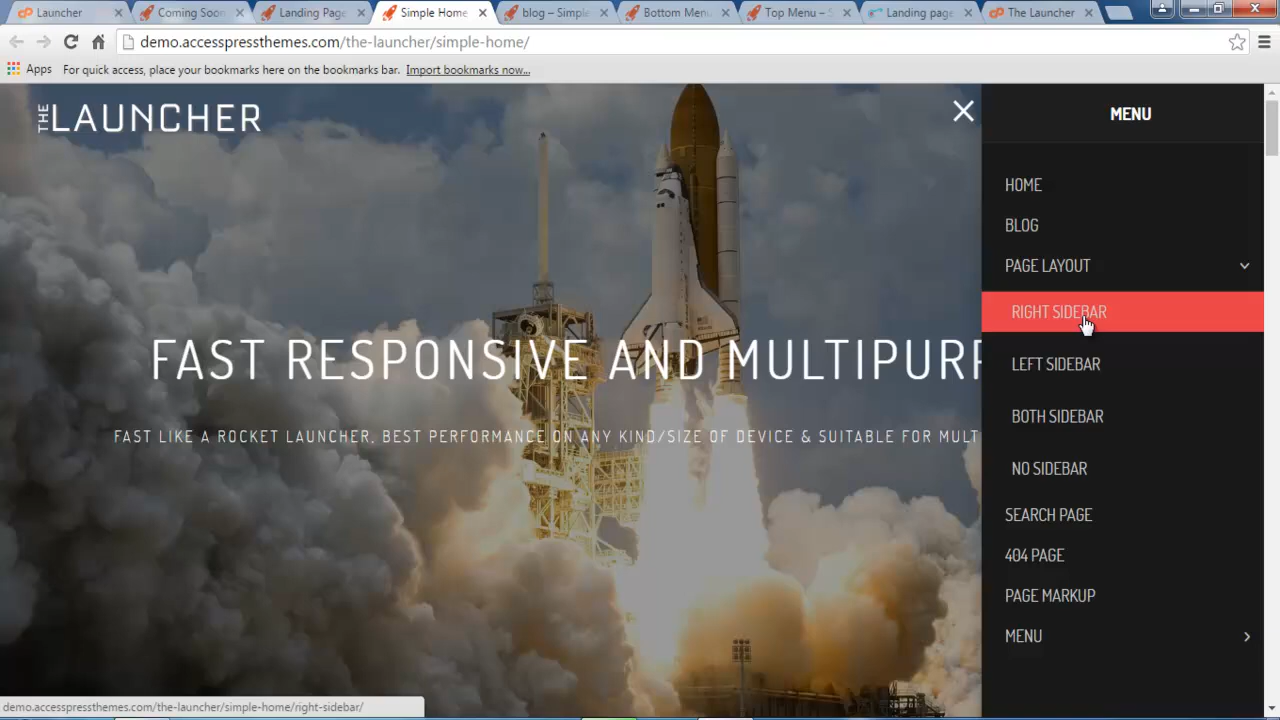 Launcher
Coming Soon
Landing Page
Simple Home
blog – Simple
Bottom Menu
Top Menu – S
Landing page
The Launcher
demo.accesspressthemes.com/the-launcher/simple-home/
Apps
For quick access, place your bookmarks here on the bookmarks bar.
Import bookmarks now...
THE LAUNCHER
MENU
HOME
BLOG
PAGE LAYOUT
RIGHT SIDEBAR
LEFT SIDEBAR
BOTH SIDEBAR
NO SIDEBAR
SEARCH PAGE
404 PAGE
PAGE MARKUP
MENU
FAST RESPONSIVE AND MULTIPURP
FAST LIKE A ROCKET LAUNCHER, BEST PERFORMANCE ON ANY KIND/SIZE OF DEVICE & SUITABLE FOR MULT
demo.accesspressthemes.com/the-launcher/simple-home/right-sidebar/